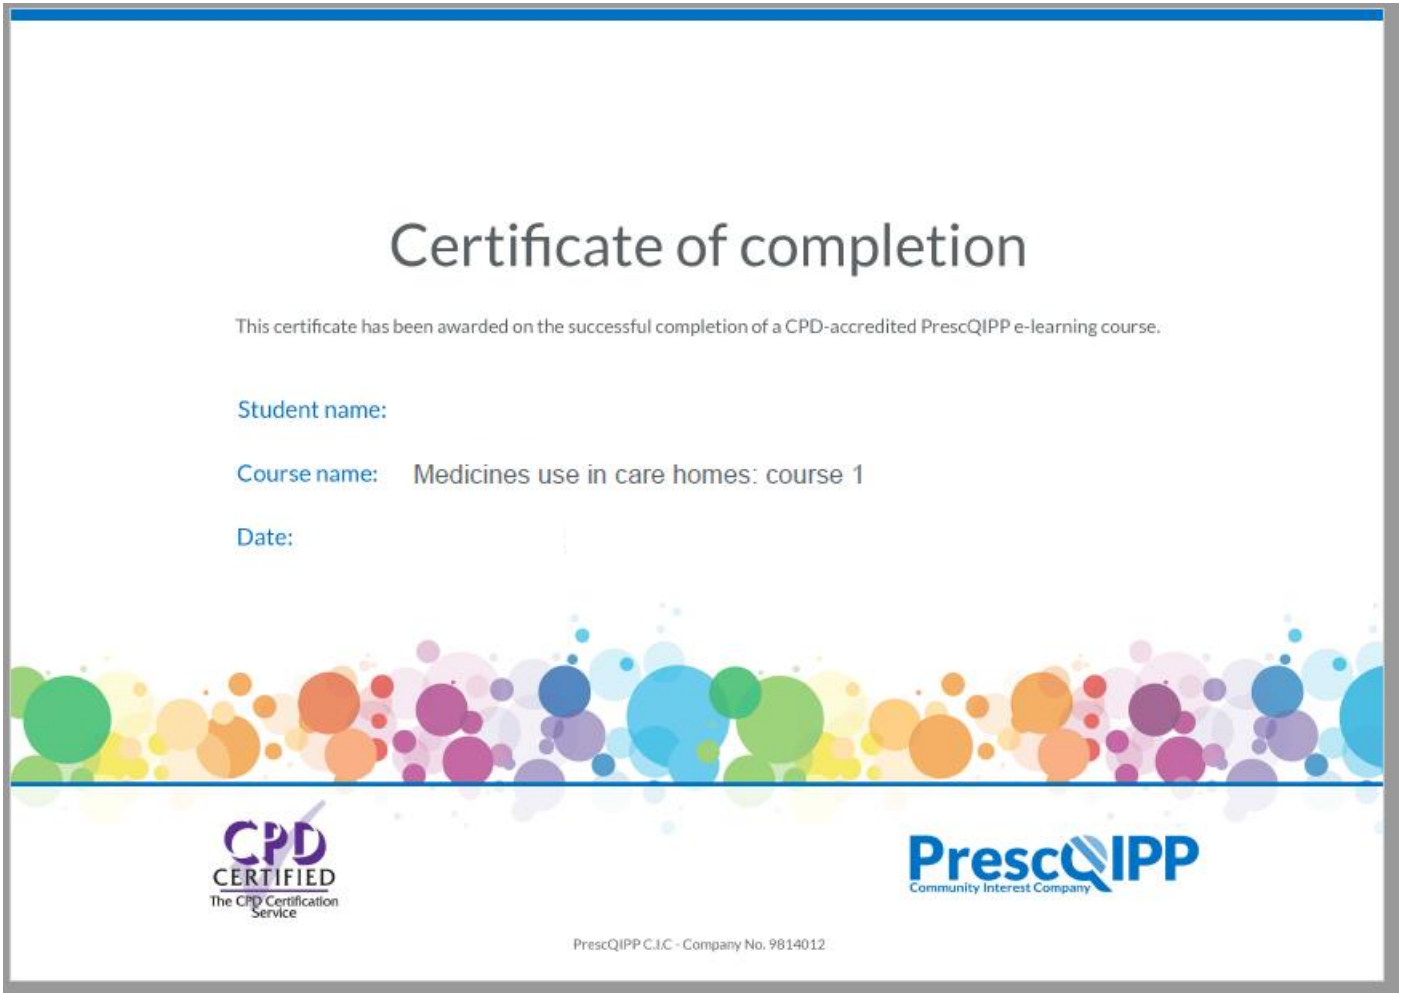 Certificate of completion
This certificate has been awarded on the successful completion of a CPD-accredited PrescQIPP e-learning course.
Student name:
Course name: Medicines use in care homes: course 1
Date:
CPD
CERTIFIED
The CPD Certification
Service
PrescQIPP
Community Interest Company
PrescQIPP C.I.C - Company No. 9814012